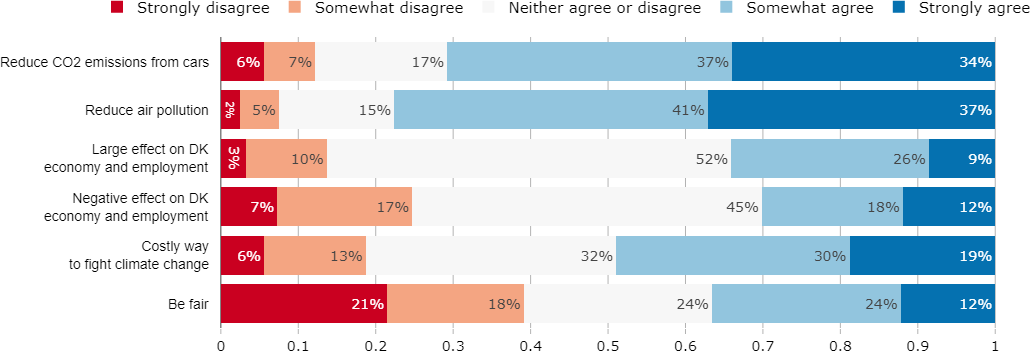 Strongly disagree Somewhat disagree Neither agree or disagree Somewhat agree Strongly agree
Reduce CO2 emissions from cars 6% 7% 17% 37% 34%
Reduce air pollution 2% 5% 15% 41% 37%
Large effect on DK
economy and employment 3% 10% 52% 26% 9%
Negative effect on DK
economy and employment 7% 17% 45% 18% 12%
Costly way
to fight climate change 6% 13% 32% 30% 19%
Be fair 21% 18% 24% 24% 12%
0 0.1 0.2 0.3 0.4 0.5 0.6 0.7 0.8 0.9 1